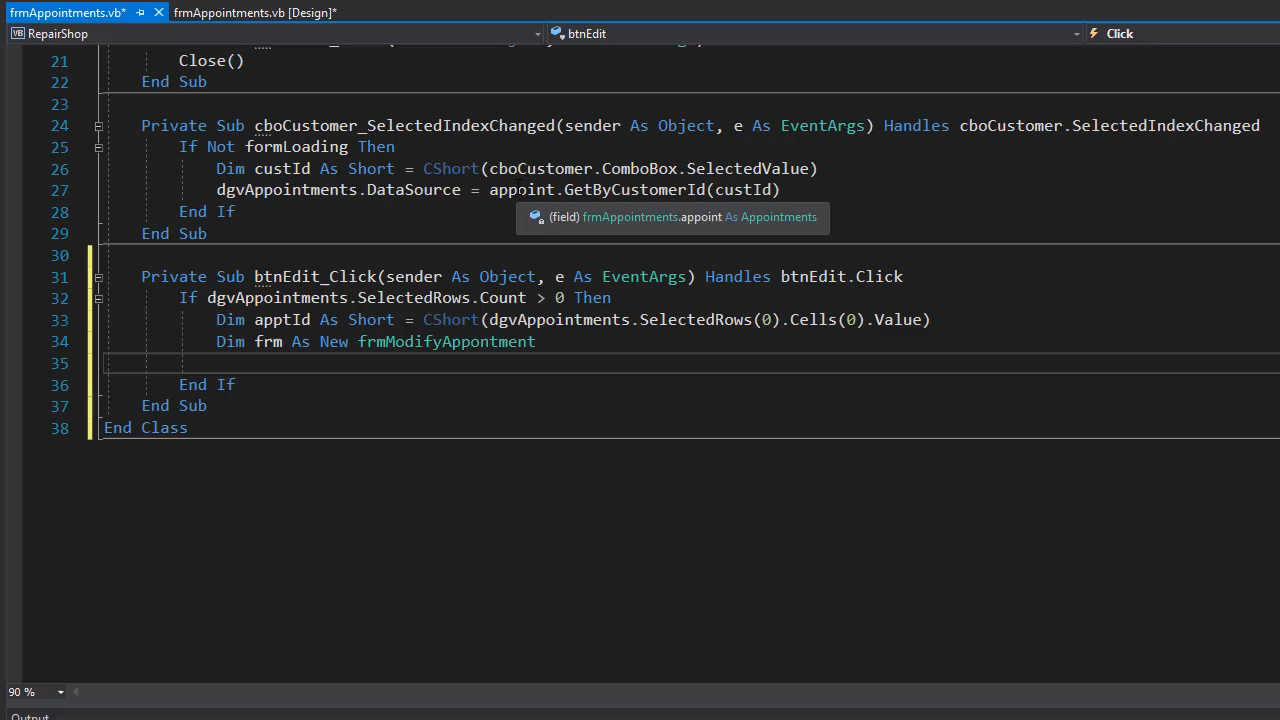 frmAppointments.vb* frmAppointments.vb [Design]*
RepairShop btnEdit Click
21 Close()
22 End Sub
23
24 Private Sub cboCustomer_SelectedIndexChanged(sender As Object, e As EventArgs) Handles cboCustomer.SelectedIndexChanged
25 If Not formLoading Then
26 Dim custId As Short = CShort(cboCustomer.ComboBox.SelectedValue)
27 dgvAppointments.DataSource = appoint.GetByCustomerId(custId)
28 End If
(field) frmAppointments.appoint As Appointments
29 End Sub
30
31 Private Sub btnEdit_Click(sender As Object, e As EventArgs) Handles btnEdit.Click
32 If dgvAppointments.SelectedRows.Count > 0 Then
33 Dim apptId As Short = CShort(dgvAppointments.SelectedRows(0).Cells(0).Value)
34 Dim frm As New frmModifyAppontment
35
36 End If
37 End Sub
38 End Class
90 %
Output